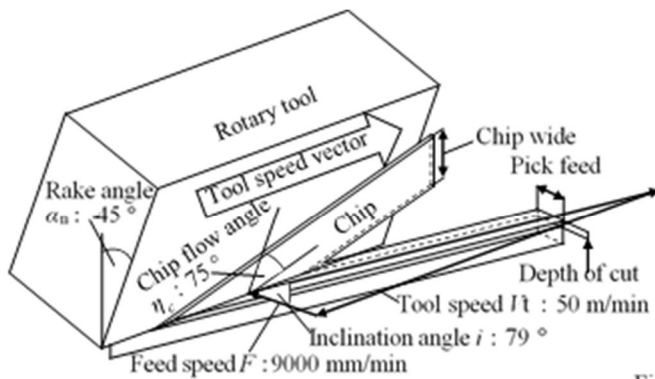 Rotary tool
Chip wide
Pick feed
Tool speed vector
Rake angle
αn : -45 °
Chip flow angle
ηc : 75°
Chip
Depth of cut
Tool speed Vt : 50 m/min
Inclination angle i : 79 °
Feed speed F : 9000 mm/min
Fi